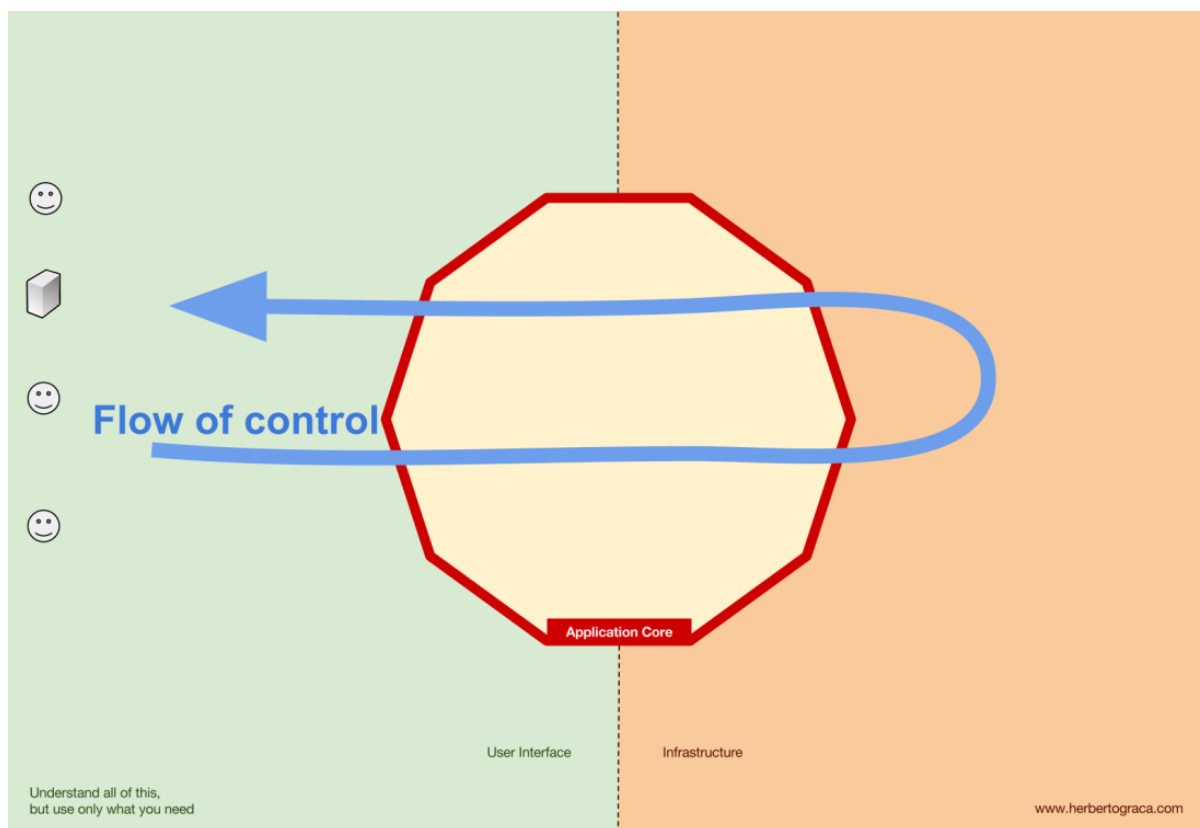 Flow of control
Application Core
User Interface
Infrastructure
Understand all of this,
but use only what you need
www.herbertograca.com